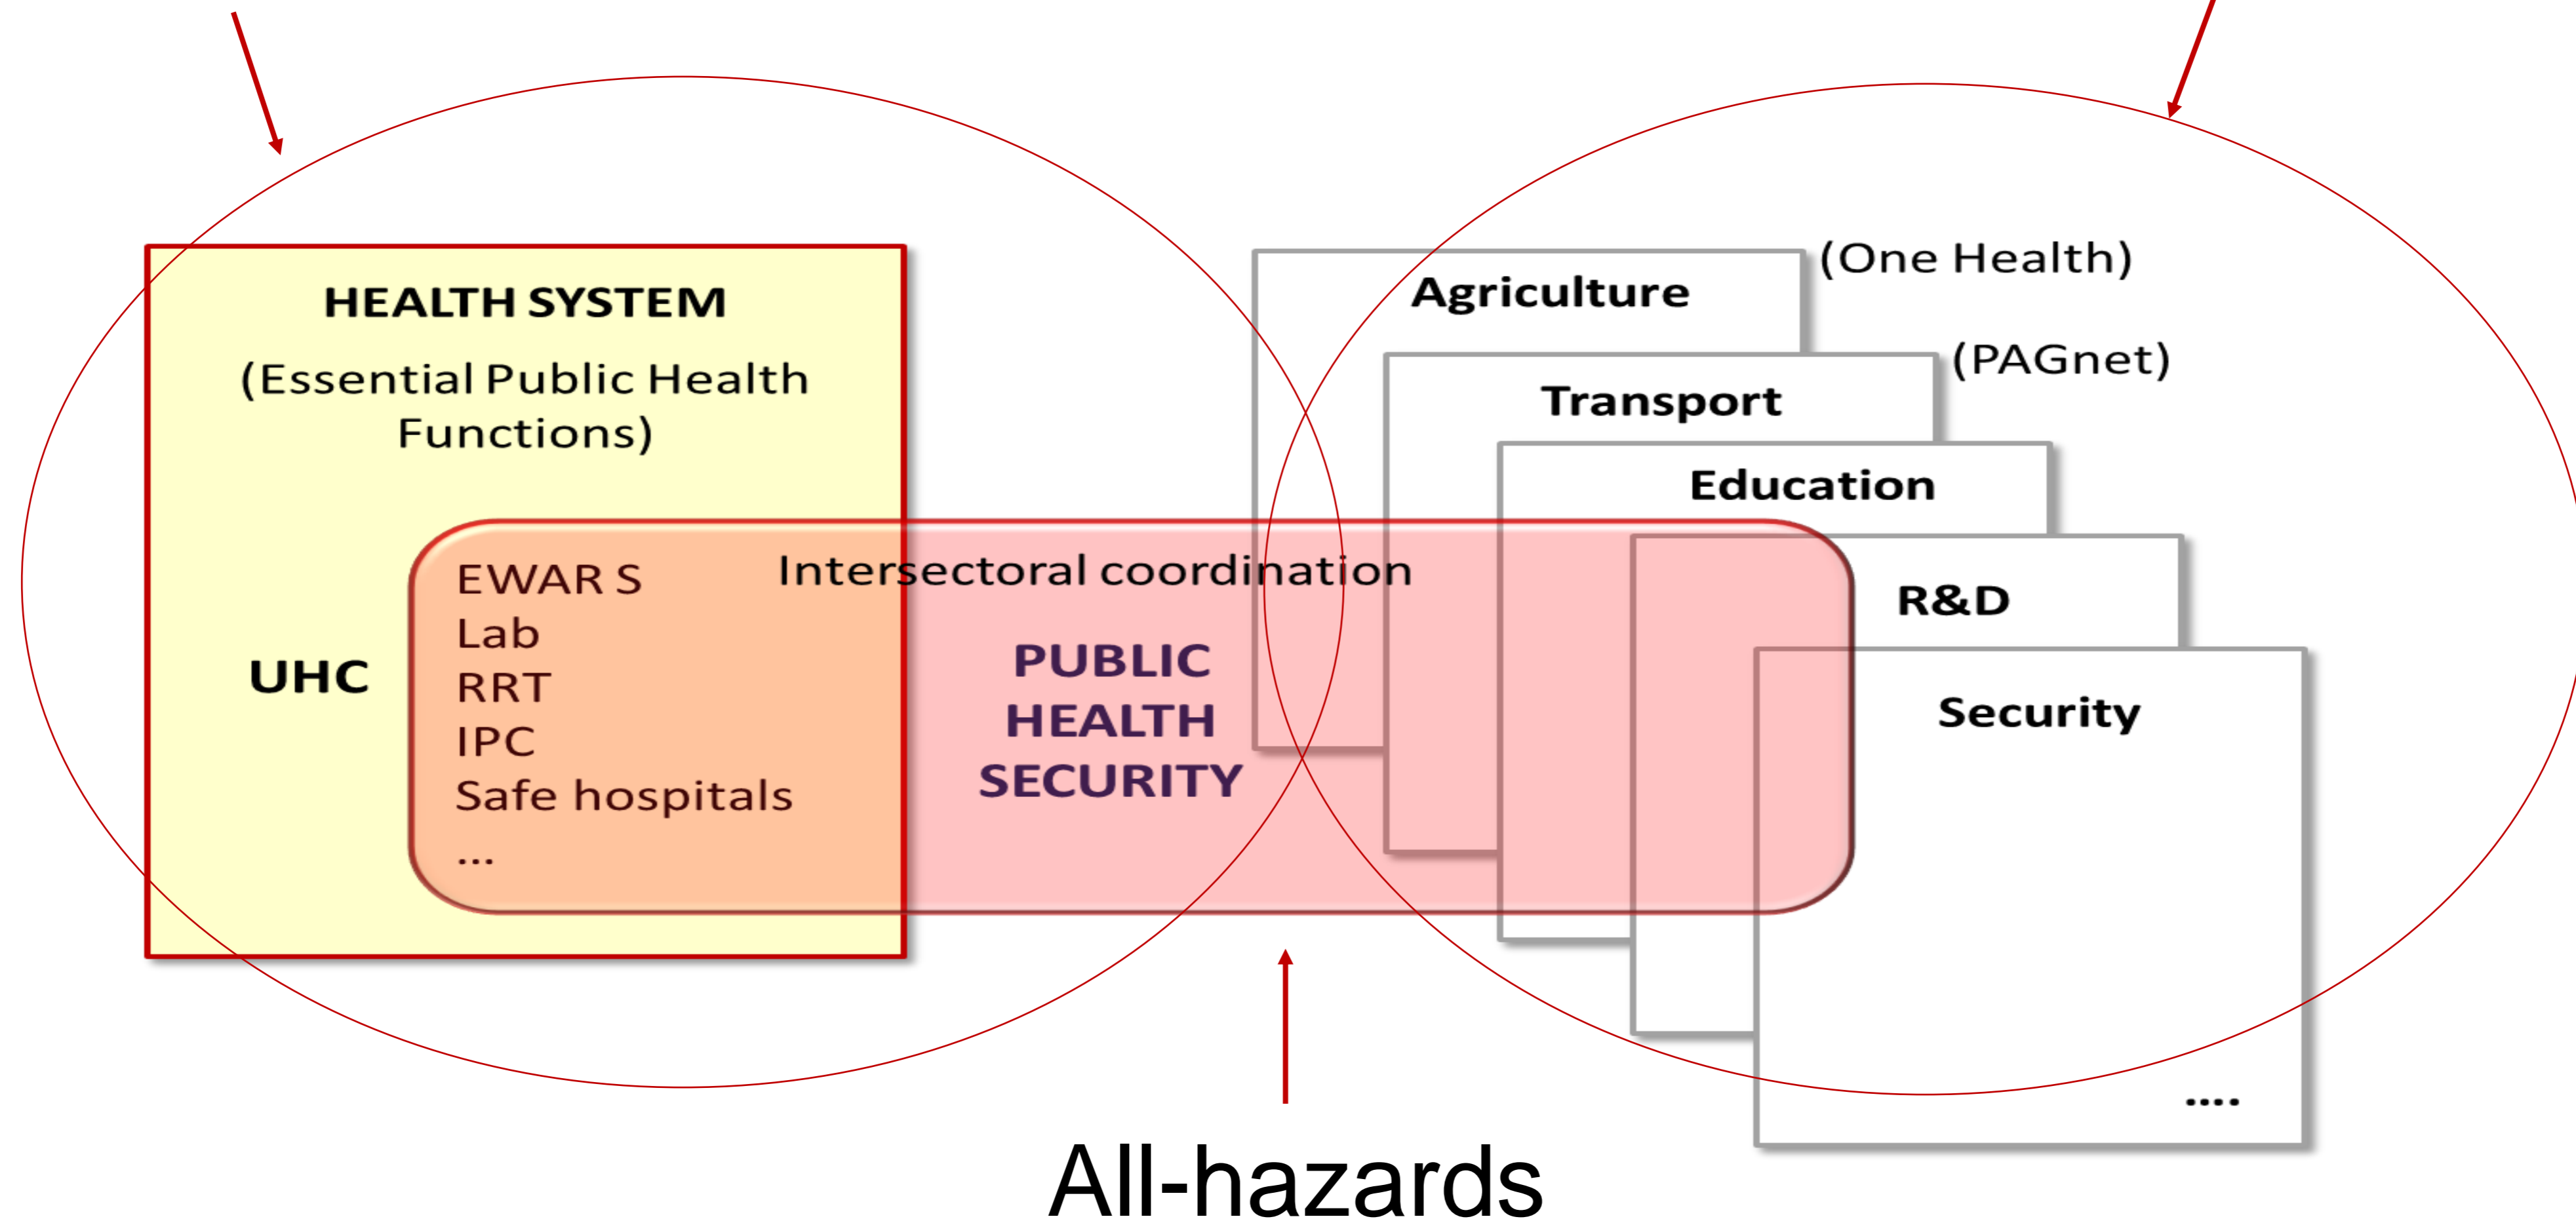 HEALTH SYSTEM
(Essential Public Health
Functions)
UHC
EWAR S
Lab
RRT
IPC
Safe hospitals
...
Intersectoral coordination
PUBLIC
HEALTH
SECURITY
Agriculture
(One Health)
Transport
(PAGnet)
Education
R&D
Security
....
All-hazards